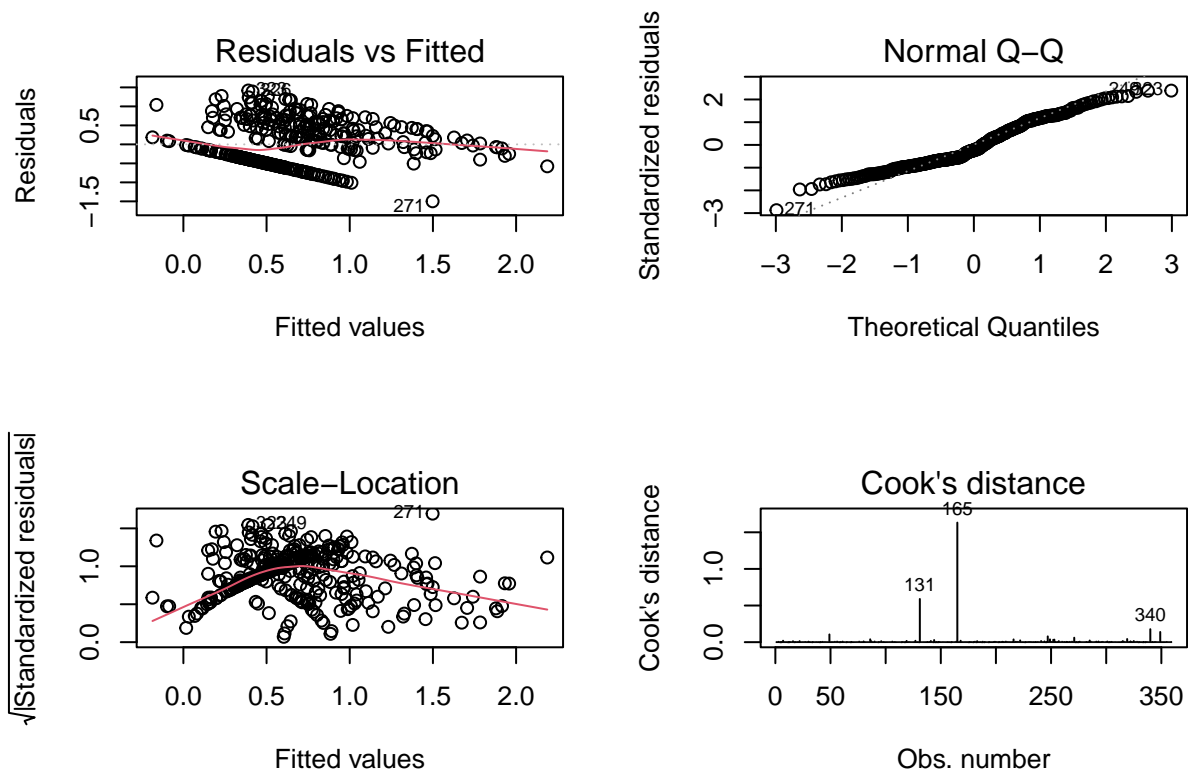 Residuals vs Fitted
Residuals
0.5
−1.5
271
0.0 0.5 1.0 1.5 2.0
Fitted values
Normal Q−Q
Standardized residuals
2
0
−3
271
−3 −2 −1 0 1 2 3
Theoretical Quantiles
Scale−Location
√|Standardized residuals|
1.0
0.0
271
0.0 0.5 1.0 1.5 2.0
Fitted values
Cook's distance
Cook's distance
1.0
0.0
165
131
340
0 50 150 250 350
Obs. number